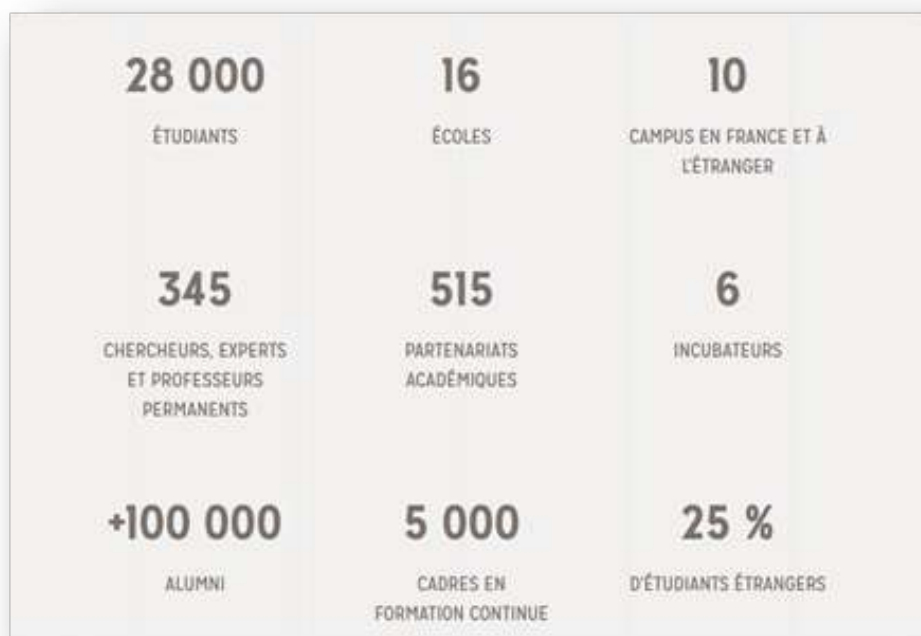 28 000
ÉTUDIANTS
16
ÉCOLES
10
CAMPUS EN FRANCE ET À
L'ÉTRANGER
345
CHERCHEURS, EXPERTS
ET PROFESSEURS
PERMANENTS
515
PARTENARIATS
ACADÉMIQUES
6
INCUBATEURS
+100 000
ALUMNI
5 000
CADRES EN
FORMATION CONTINUE
25 %
D'ÉTUDIANTS ÉTRANGERS